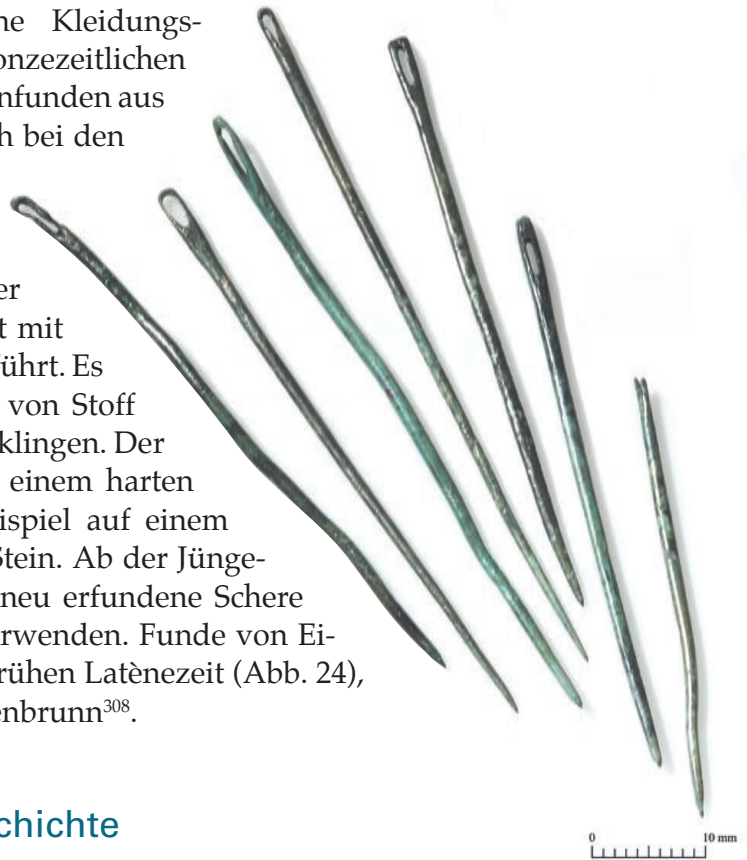 ne Kleidungs-
onzezeitlichen
nfunden aus
h bei den
er
t mit
ührt. Es
von Stoff
klingen. Der
einem harten
ispiel auf einem
Stein. Ab der Jünge-
neu erfundene Schere
rwenden. Funde von Ei-
rühen Latènezeit (Abb. 24),
enbrunn³⁰⁸.
chichte
0 10 mm